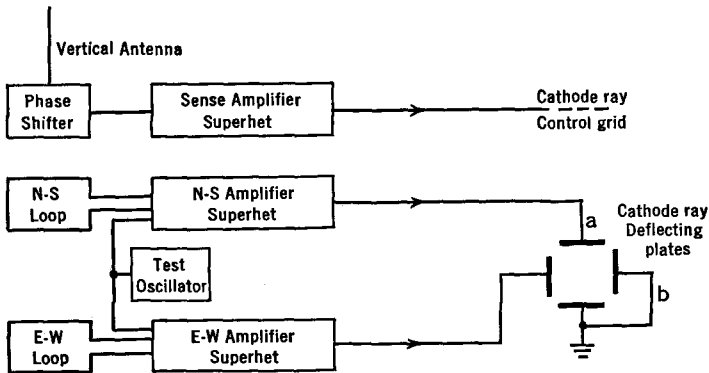 Vertical Antenna
Phase
Shifter
Sense Amplifier
Superhet
Cathode ray
Control grid
N-S
Loop
N-S Amplifier
Superhet
a
Cathode ray
Deflecting
plates
Test
Oscillator
b
E-W
Loop
E-W Amplifier
Superhet